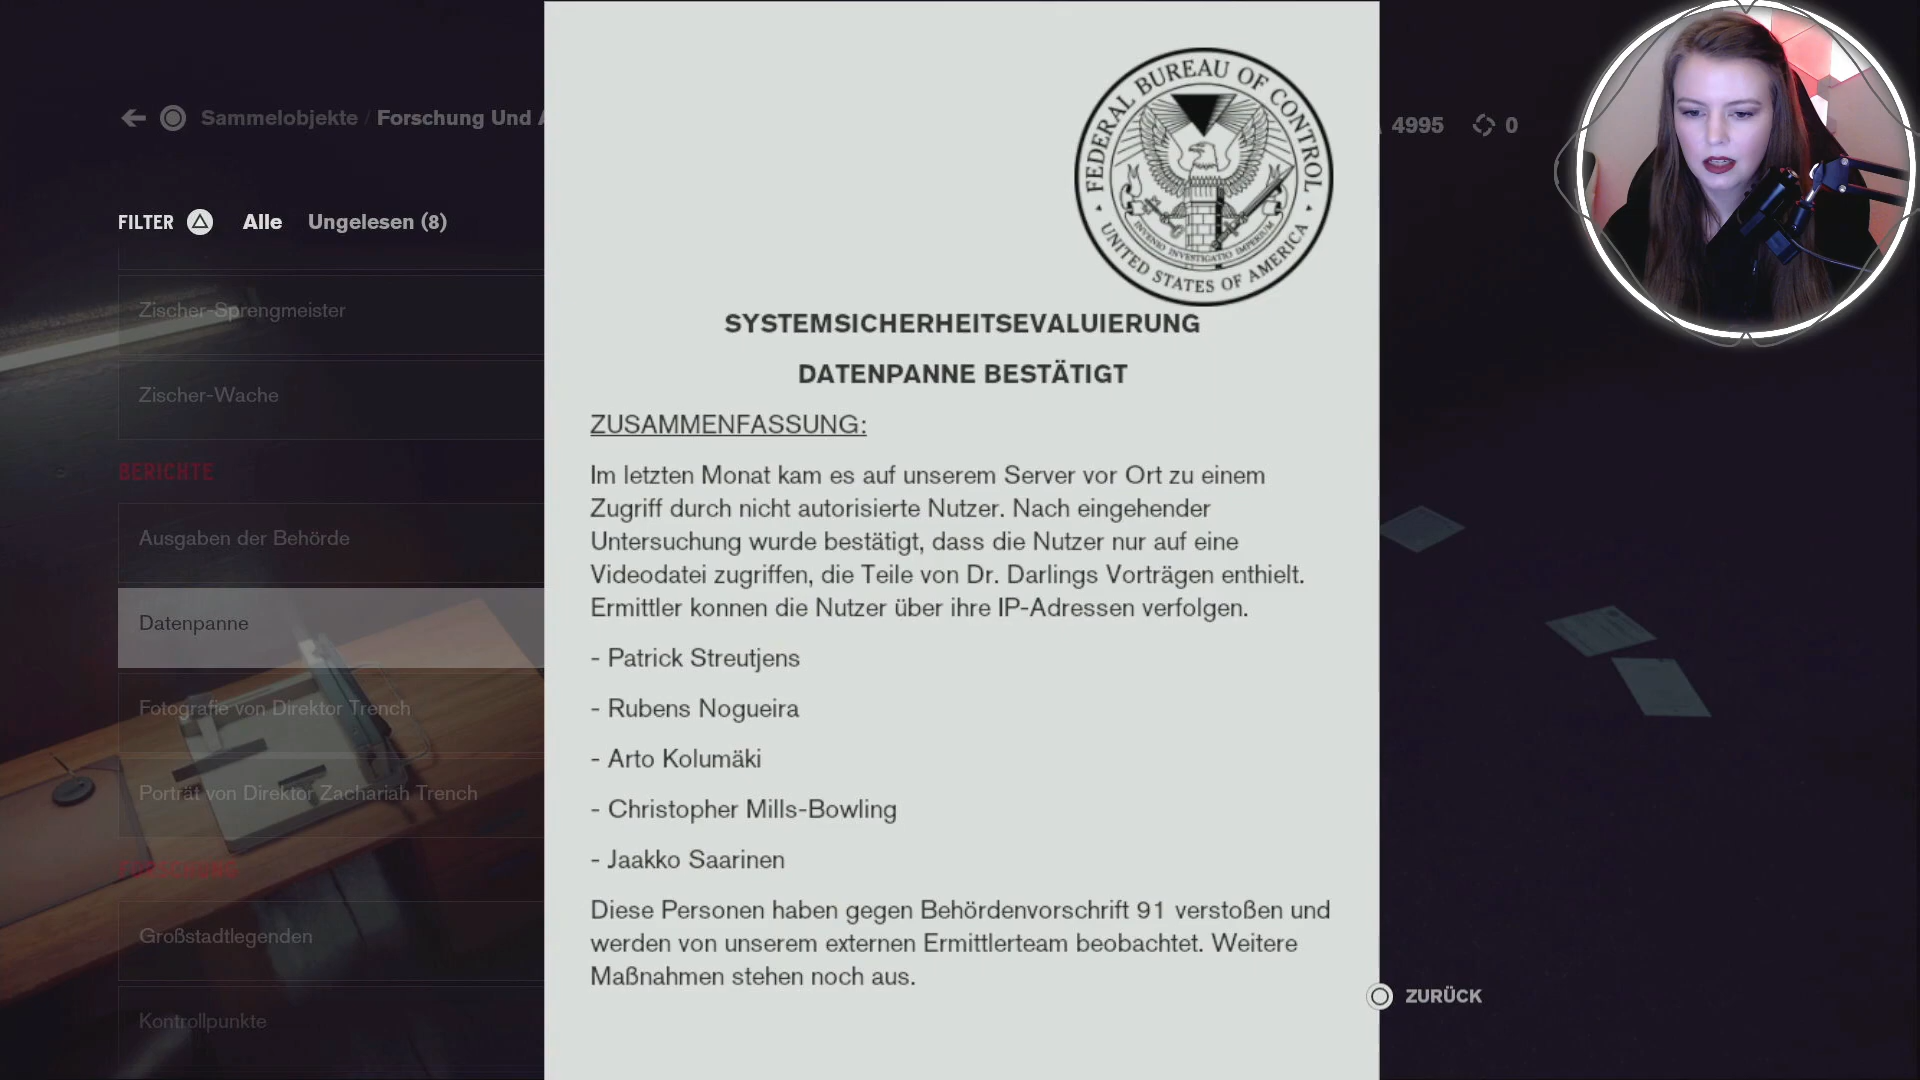 Sammelobjekte / Forschung Und A
4995
0
FILTER Alle Ungelesen (8)
Zischer-Sprengmeister
Zischer-Wache
BERICHTE
Ausgaben der Behörde
Datenpanne
Fotografie von Direktor Trench
Porträt von Direktor Zachariah Trench
FORSCHUNG
Großstadtlegenden
Kontrollpunkte
FEDERAL BUREAU OF CONTROL
UNITED STATES OF AMERICA
INVENIO INVESTIGATIO IMPERIUM
SYSTEMSICHERHEITSEVALUIERUNG
DATENPANNE BESTÄTIGT
ZUSAMMENFASSUNG:
Im letzten Monat kam es auf unserem Server vor Ort zu einem
Zugriff durch nicht autorisierte Nutzer. Nach eingehender
Untersuchung wurde bestätigt, dass die Nutzer nur auf eine
Videodatei zugriffen, die Teile von Dr. Darlings Vorträgen enthielt.
Ermittler konnen die Nutzer über ihre IP-Adressen verfolgen.
- Patrick Streutjens
- Rubens Nogueira
- Arto Kolumäki
- Christopher Mills-Bowling
- Jaakko Saarinen
Diese Personen haben gegen Behördenvorschrift 91 verstoßen und
werden von unserem externen Ermittlerteam beobachtet. Weitere
Maßnahmen stehen noch aus.
ZURÜCK